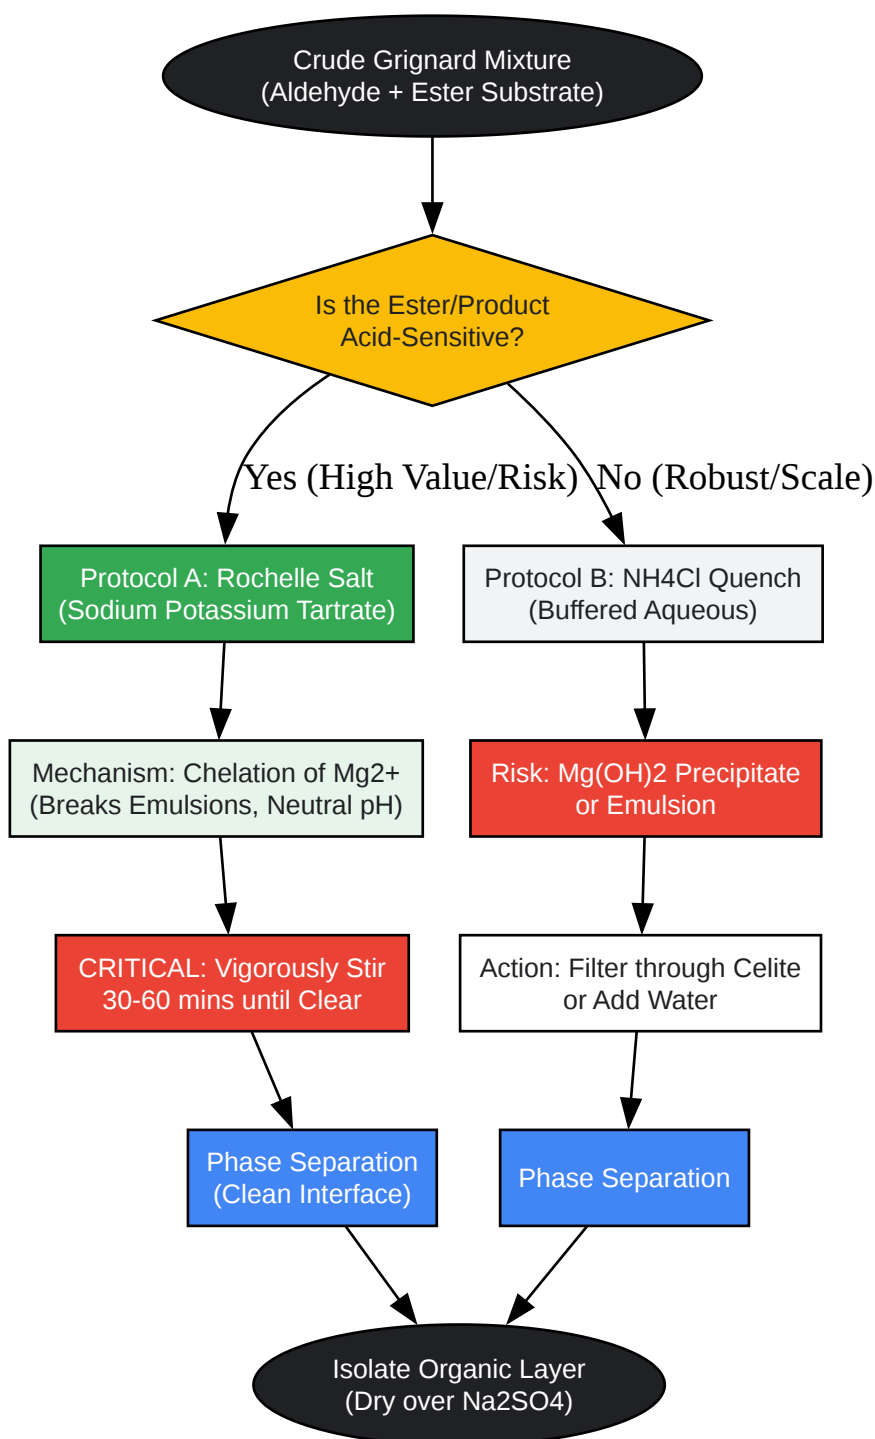 Crude Grignard Mixture
(Aldehyde + Ester Substrate)
Is the Ester/Product
Acid-Sensitive?
Yes (High Value/Risk)
No (Robust/Scale)
Protocol A: Rochelle Salt
(Sodium Potassium Tartrate)
Protocol B: NH4Cl Quench
(Buffered Aqueous)
Mechanism: Chelation of Mg2+
(Breaks Emulsions, Neutral pH)
Risk: Mg(OH)2 Precipitate
or Emulsion
CRITICAL: Vigorously Stir
30-60 mins until Clear
Action: Filter through Celite
or Add Water
Phase Separation
(Clean Interface)
Phase Separation
Isolate Organic Layer
(Dry over Na2SO4)